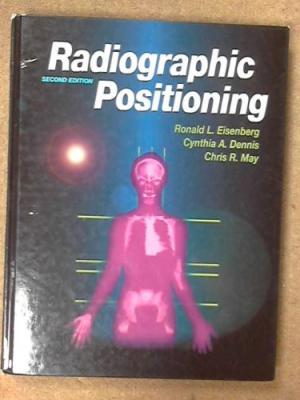 Radiographic
SECOND EDITION
Positioning
Ronald L. Eisenberg
Cynthia A. Dennis
Chris R. May